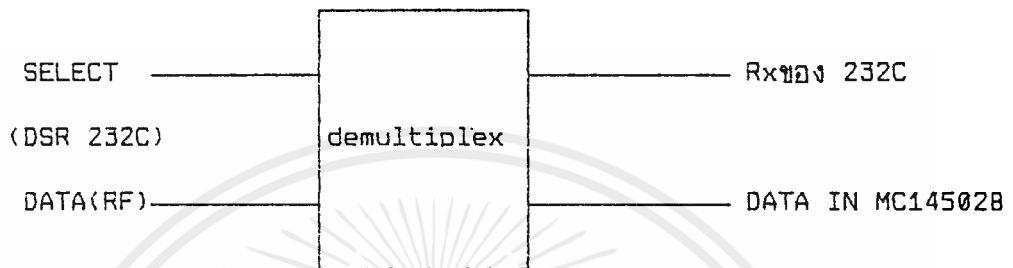 SELECT
Rxของ 232C
(DSR 232C)
demultiplex
DATA(RF)
DATA IN MC145028